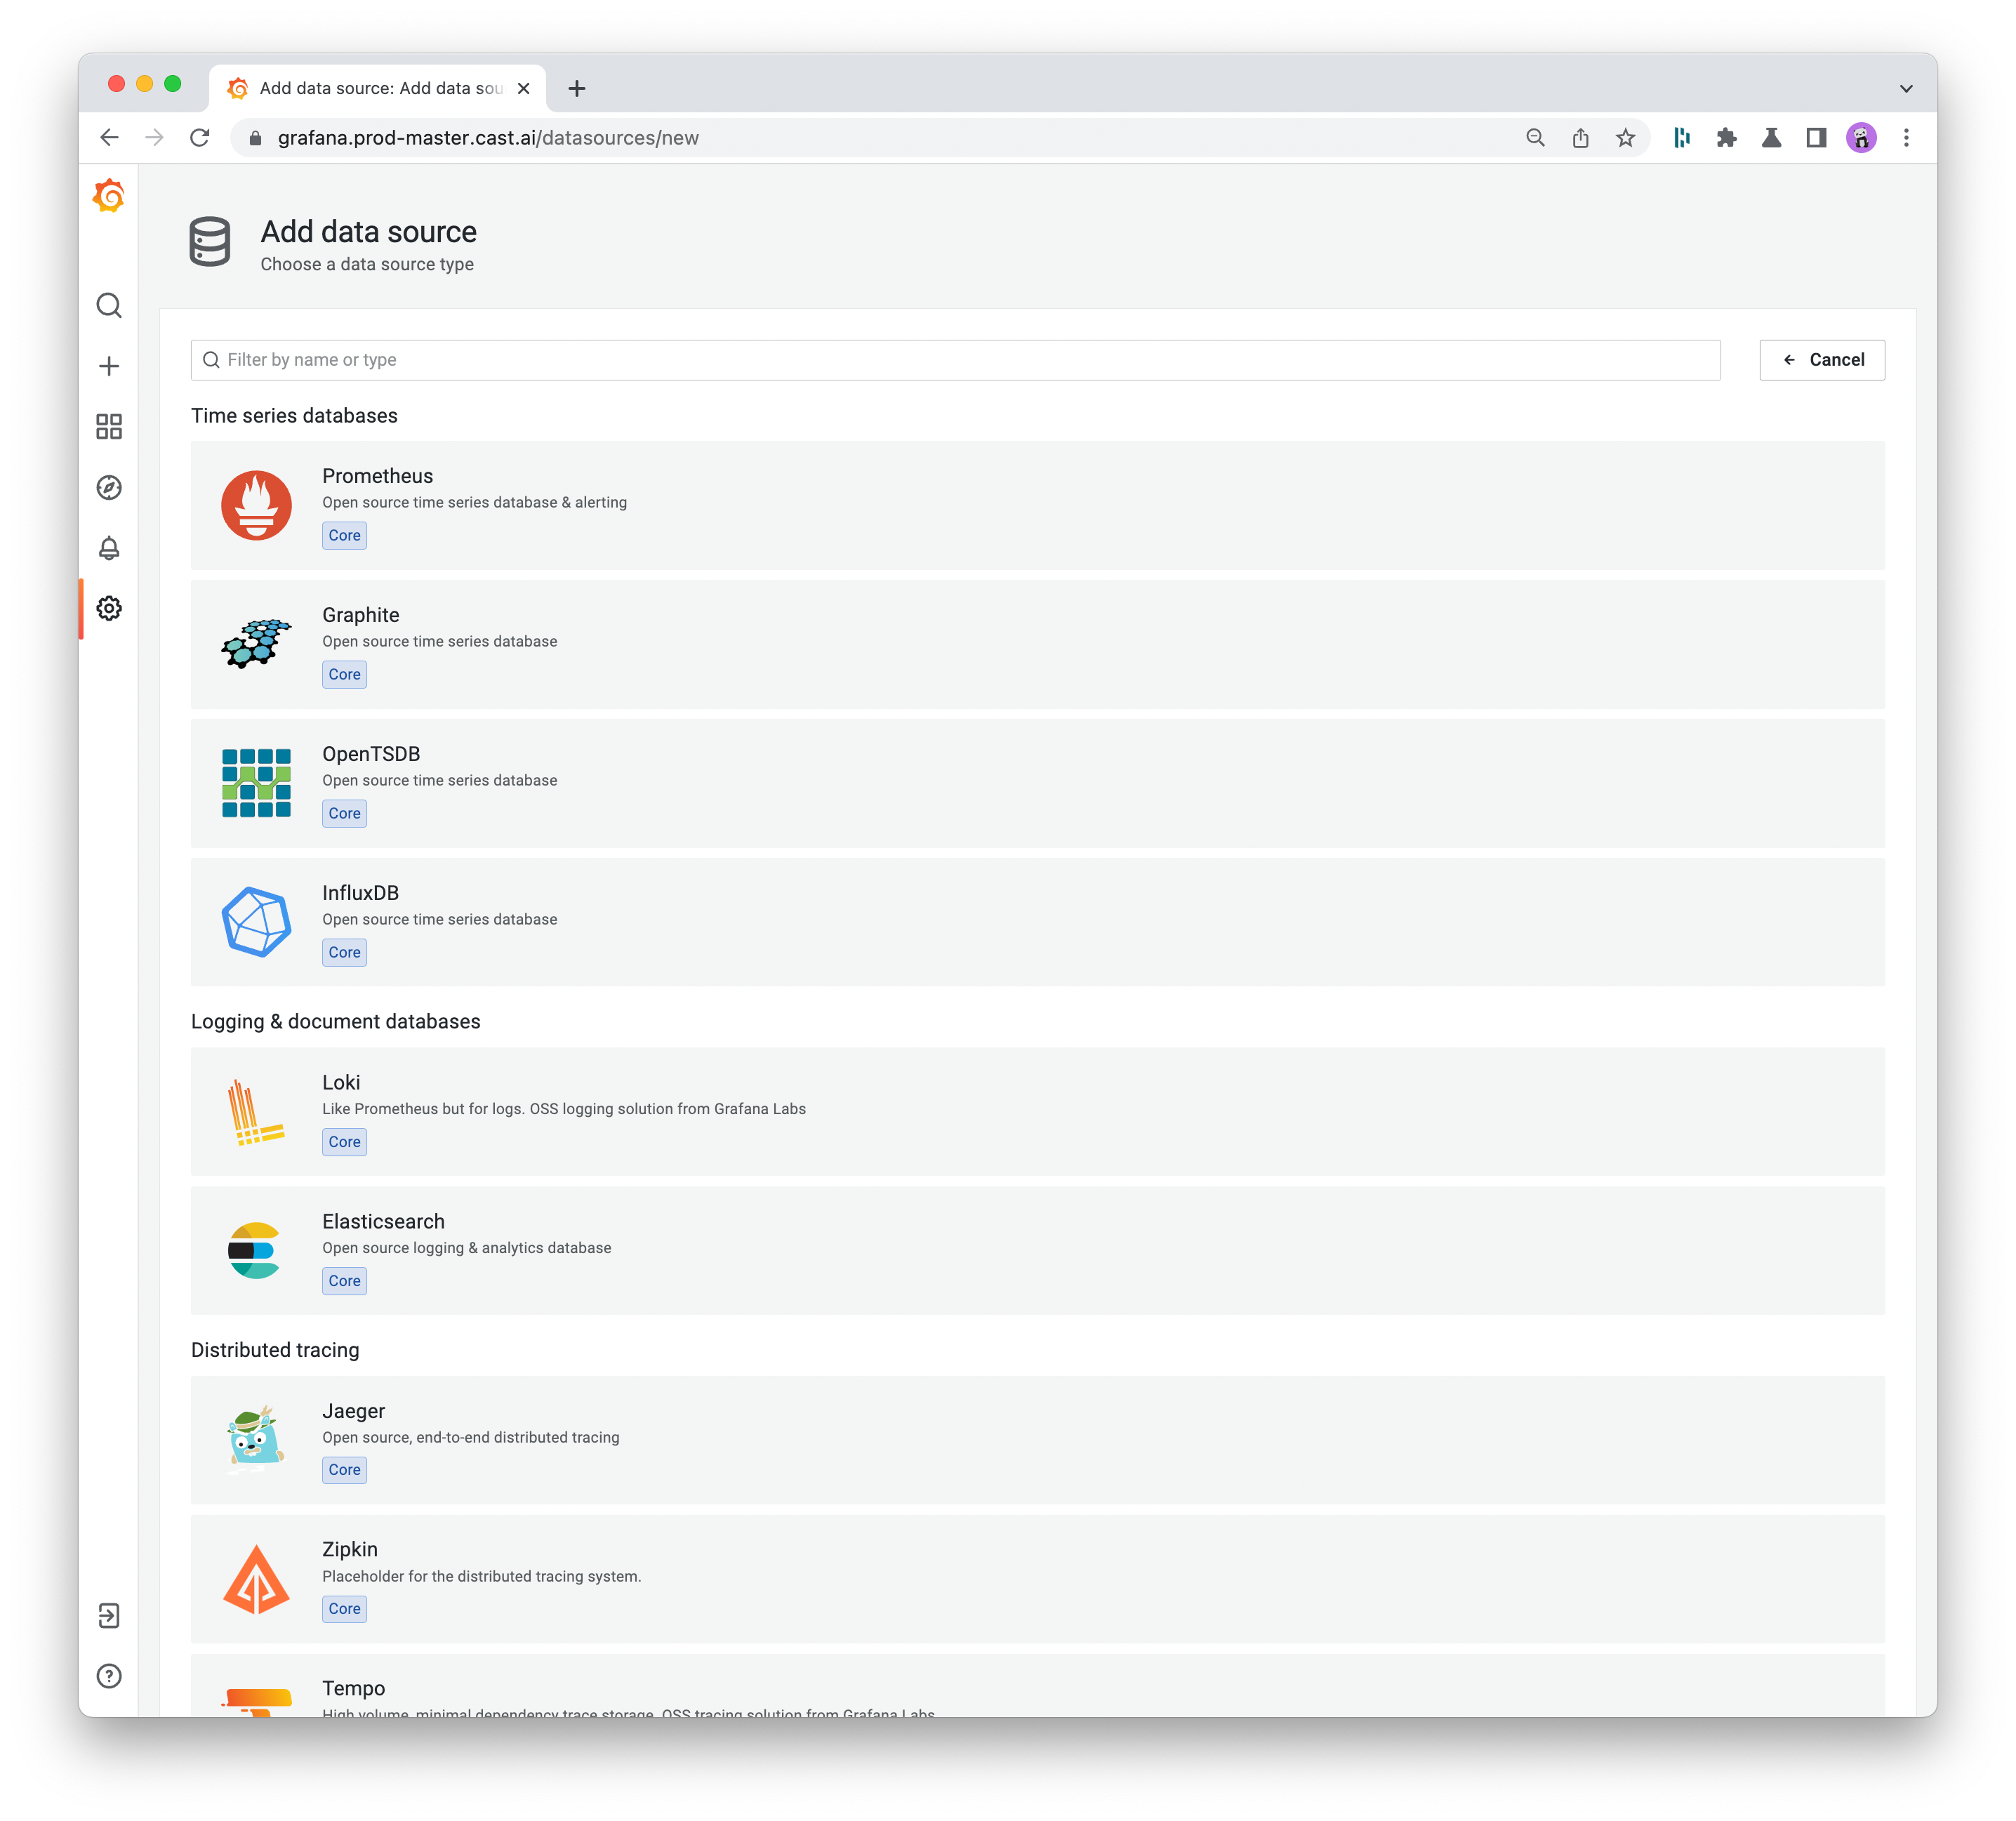 Add data source: Add data sou
grafana.prod-master.cast.ai/datasources/new
Add data source
Choose a data source type
Filter by name or type
Cancel
Time series databases
Prometheus
Open source time series database & alerting
Core
Graphite
Open source time series database
Core
OpenTSDB
Open source time series database
Core
InfluxDB
Open source time series database
Core
Logging & document databases
Loki
Like Prometheus but for logs. OSS logging solution from Grafana Labs
Core
Elasticsearch
Open source logging & analytics database
Core
Distributed tracing
Jaeger
Open source, end-to-end distributed tracing
Core
Zipkin
Placeholder for the distributed tracing system.
Core
Tempo
High volume, minimal dependency trace storage. OSS tracing solution from Grafana Labs.